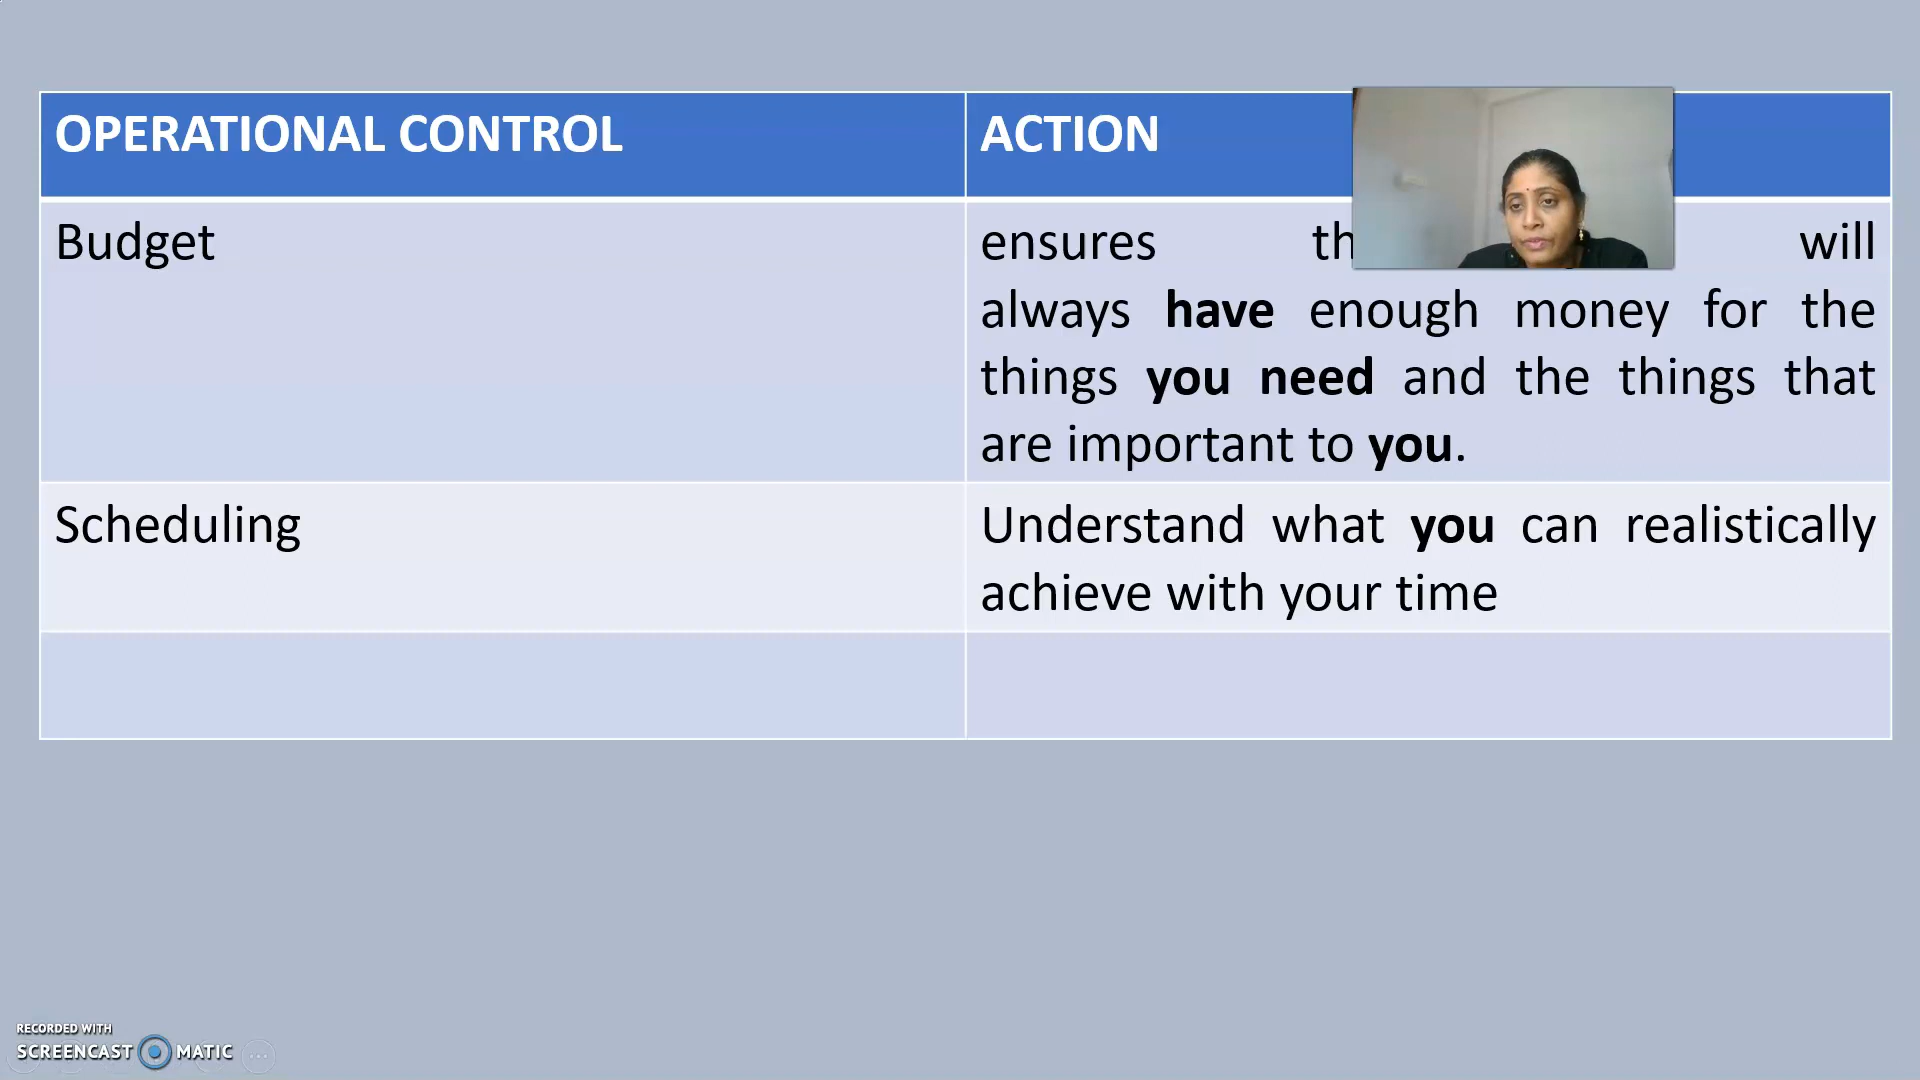 OPERATIONAL CONTROL
ACTION
Budget
ensures will
always have enough money for the
things you need and the things that
are important to you.
Scheduling
Understand what you can realistically
achieve with your time
RECORDED WITH
SCREENCAST MATIC